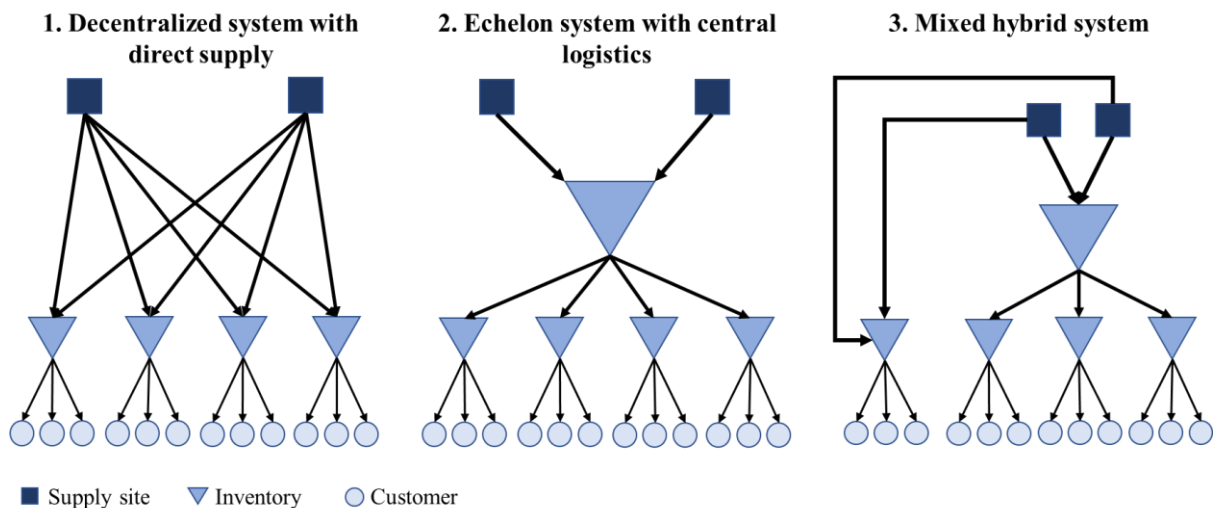 1. Decentralized system with
direct supply
2. Echelon system with central
logistics
3. Mixed hybrid system
Supply site
Inventory
Customer